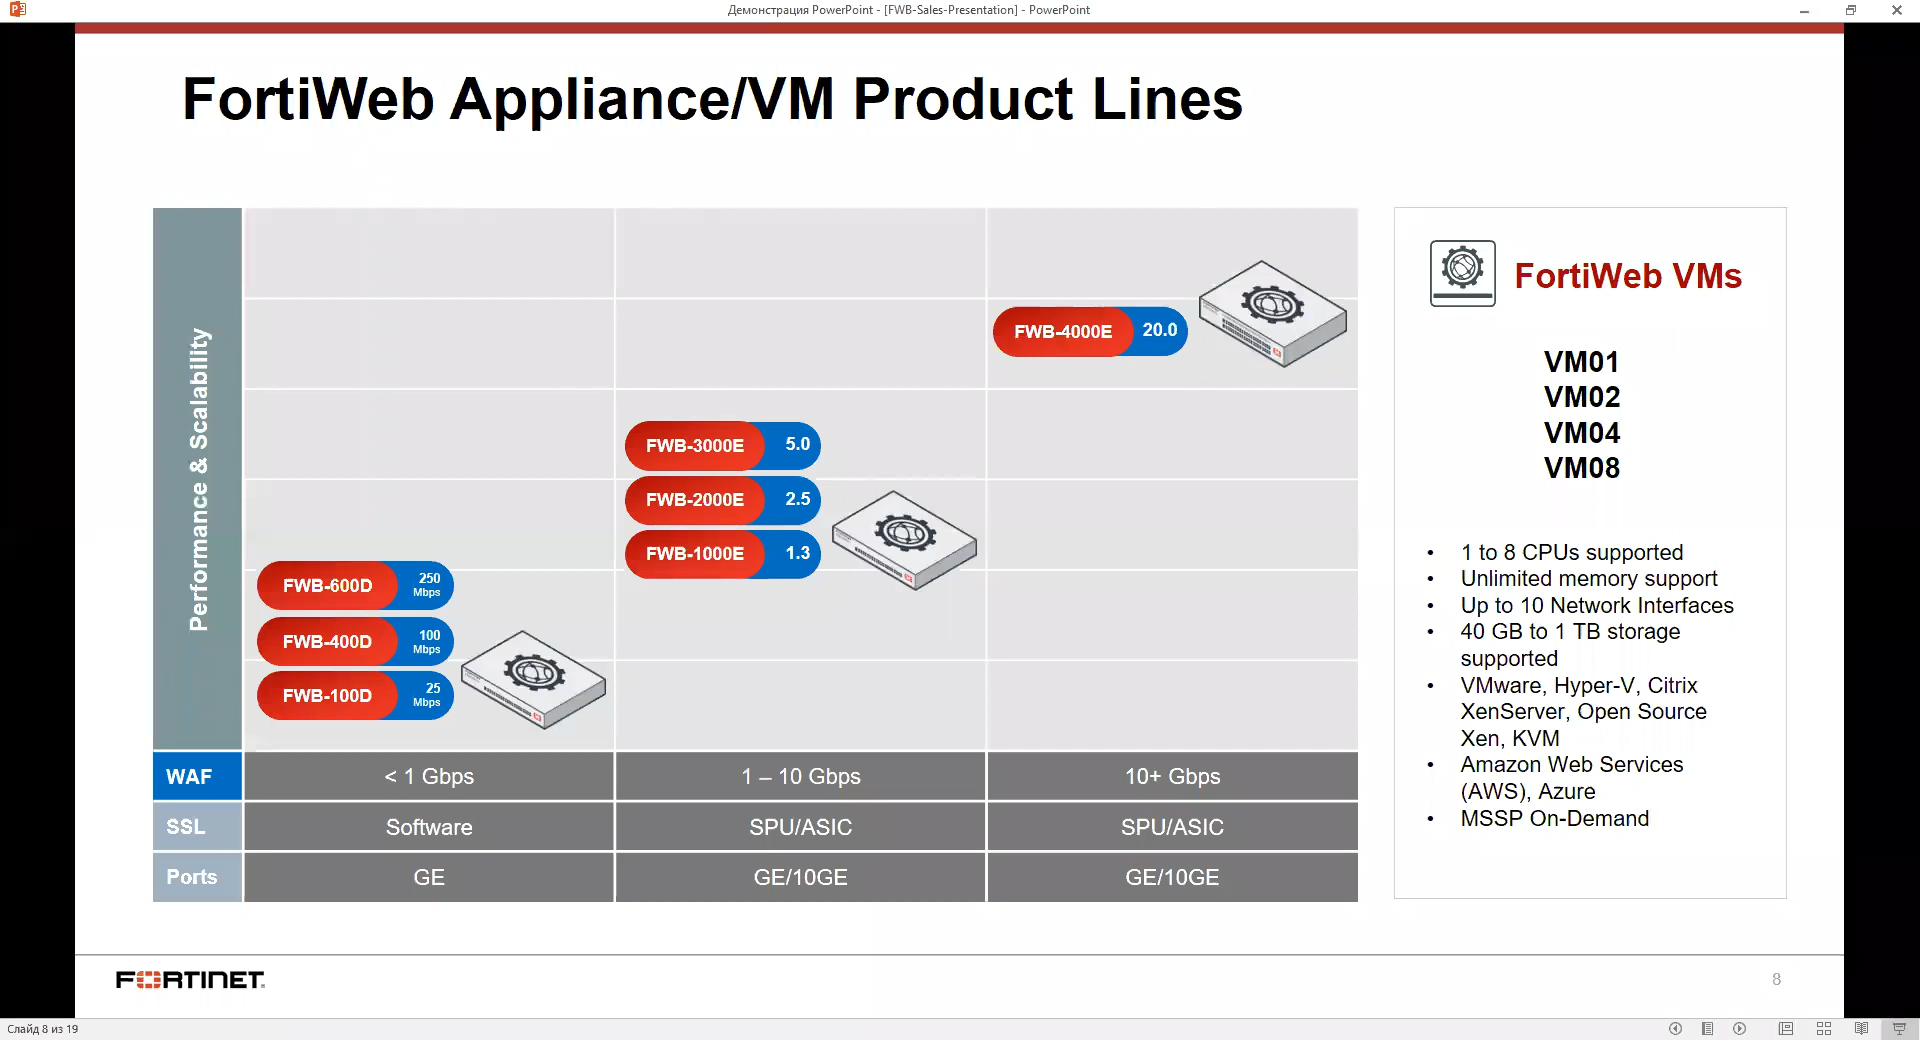 Демонстрация PowerPoint - [FWB-Sales-Presentation] - PowerPoint
FortiWeb Appliance/VM Product Lines
Performance & Scalability
FWB-4000E 20.0
FWB-3000E 5.0
FWB-2000E 2.5
FWB-1000E 1.3
FWB-600D 250 Mbps
FWB-400D 100 Mbps
FWB-100D 25 Mbps
WAF < 1 Gbps 1 – 10 Gbps 10+ Gbps
SSL Software SPU/ASIC SPU/ASIC
Ports GE GE/10GE GE/10GE
FortiWeb VMs
VM01
VM02
VM04
VM08
• 1 to 8 CPUs supported
• Unlimited memory support
• Up to 10 Network Interfaces
• 40 GB to 1 TB storage
supported
• VMware, Hyper-V, Citrix
XenServer, Open Source
Xen, KVM
• Amazon Web Services
(AWS), Azure
• MSSP On-Demand
FORTINET
8
Слайд 8 из 19